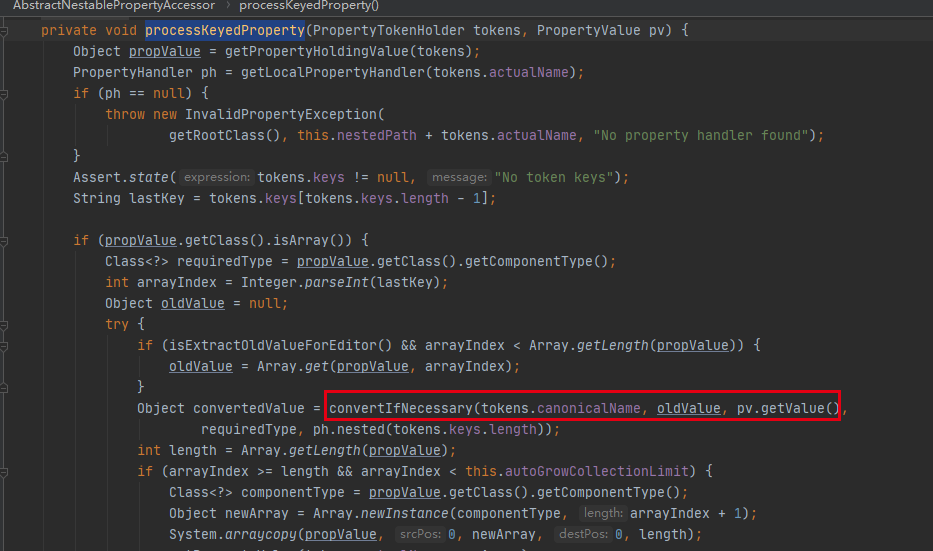 AbstractNestablePropertyAccessor › processKeyedProperty()
private void processKeyedProperty(PropertyTokenHolder tokens, PropertyValue pv) {
Object propValue = getPropertyHoldingValue(tokens);
PropertyHandler ph = getLocalPropertyHandler(tokens.actualName);
if (ph == null) {
throw new InvalidPropertyException(
getRootClass(), this.nestedPath + tokens.actualName, "No property handler found");
}
Assert.state( expression: tokens.keys != null, message: "No token keys");
String lastKey = tokens.keys[tokens.keys.length - 1];
if (propValue.getClass().isArray()) {
Class<?> requiredType = propValue.getClass().getComponentType();
int arrayIndex = Integer.parseInt(lastKey);
Object oldValue = null;
try {
if (isExtractOldValueForEditor() && arrayIndex < Array.getLength(propValue)) {
oldValue = Array.get(propValue, arrayIndex);
}
Object convertedValue = convertIfNecessary(tokens.canonicalName, oldValue, pv.getValue(),
requiredType, ph.nested(tokens.keys.length));
int length = Array.getLength(propValue);
if (arrayIndex >= length && arrayIndex < this.autoGrowCollectionLimit) {
Class<?> componentType = propValue.getClass().getComponentType();
Object newArray = Array.newInstance(componentType, length: arrayIndex + 1);
System.arraycopy(propValue, srcPos: 0, newArray, destPos: 0, length);